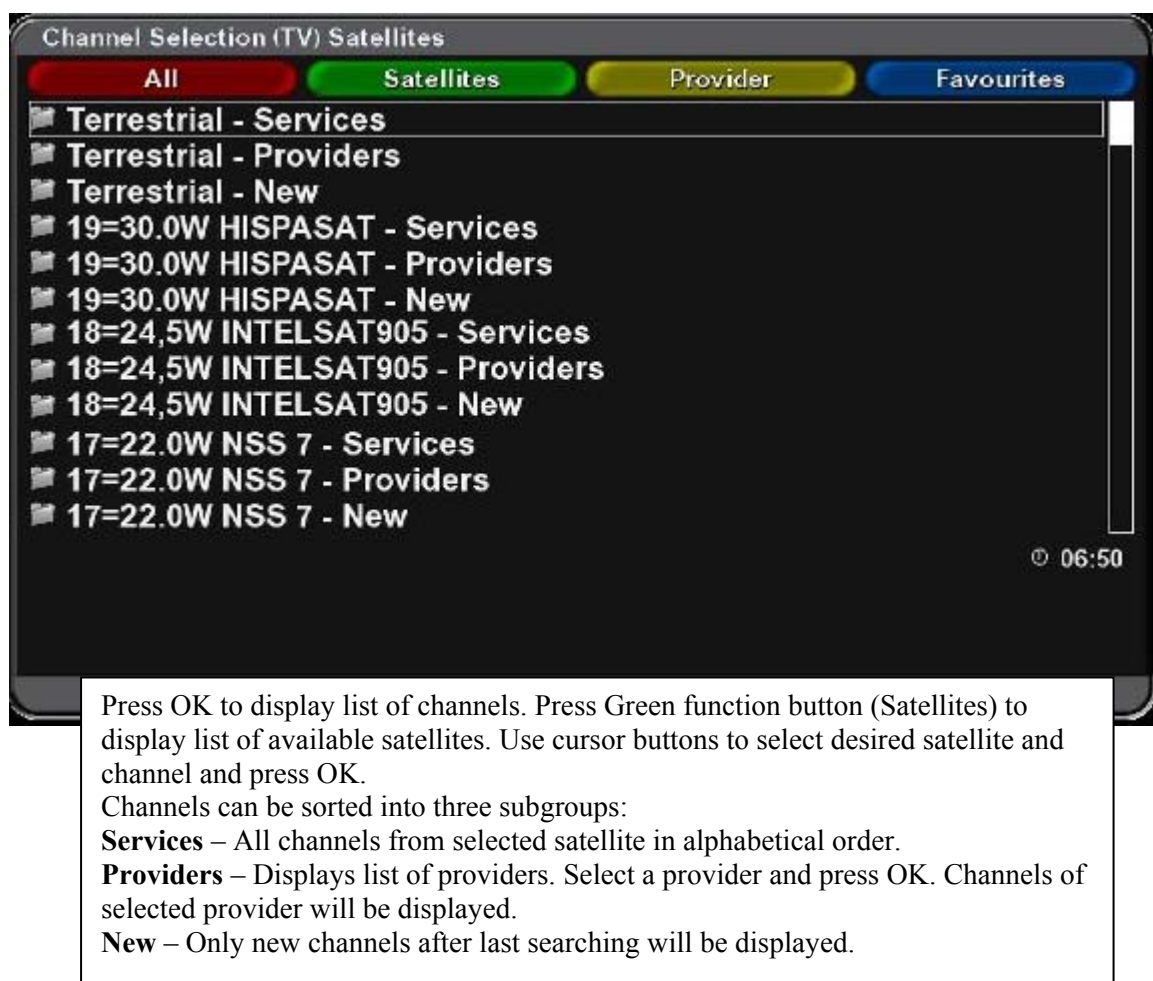 Channel Selection (TV) Satellites
All Satellites Provider Favourites
Terrestrial - Services
Terrestrial - Providers
Terrestrial - New
19=30.0W HISPASAT - Services
19=30.0W HISPASAT - Providers
19=30.0W HISPASAT - New
18=24,5W INTELSAT905 - Services
18=24,5W INTELSAT905 - Providers
18=24,5W INTELSAT905 - New
17=22.0W NSS 7 - Services
17=22.0W NSS 7 - Providers
17=22.0W NSS 7 - New
06:50
Press OK to display list of channels. Press Green function button (Satellites) to
display list of available satellites. Use cursor buttons to select desired satellite and
channel and press OK.
Channels can be sorted into three subgroups:
Services – All channels from selected satellite in alphabetical order.
Providers – Displays list of providers. Select a provider and press OK. Channels of
selected provider will be displayed.
New – Only new channels after last searching will be displayed.